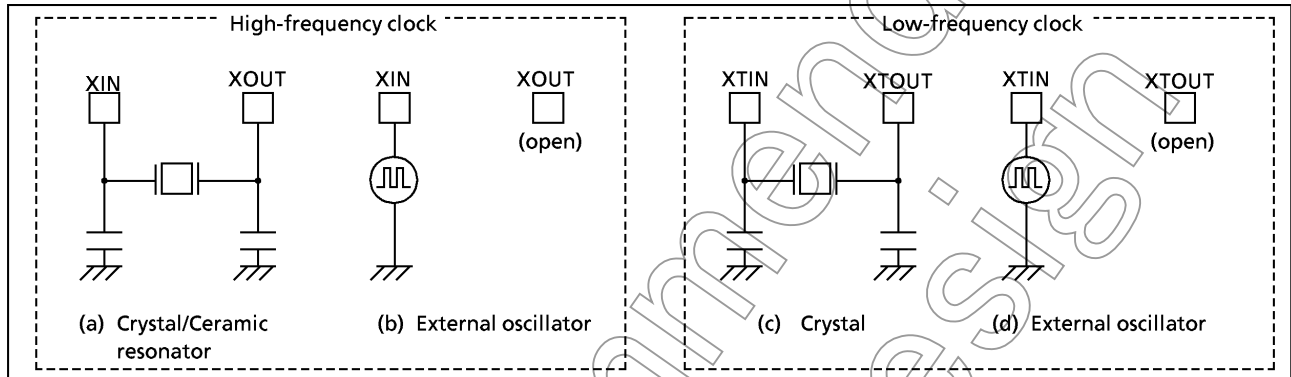 High-frequency clock
XIN
XOUT
XIN
XOUT
(open)
(a) Crystal/Ceramic
resonator
(b) External oscillator
Low-frequency clock
XTIN
XTOUT
XTIN
XTOUT
(open)
(c) Crystal
(d) External oscillator